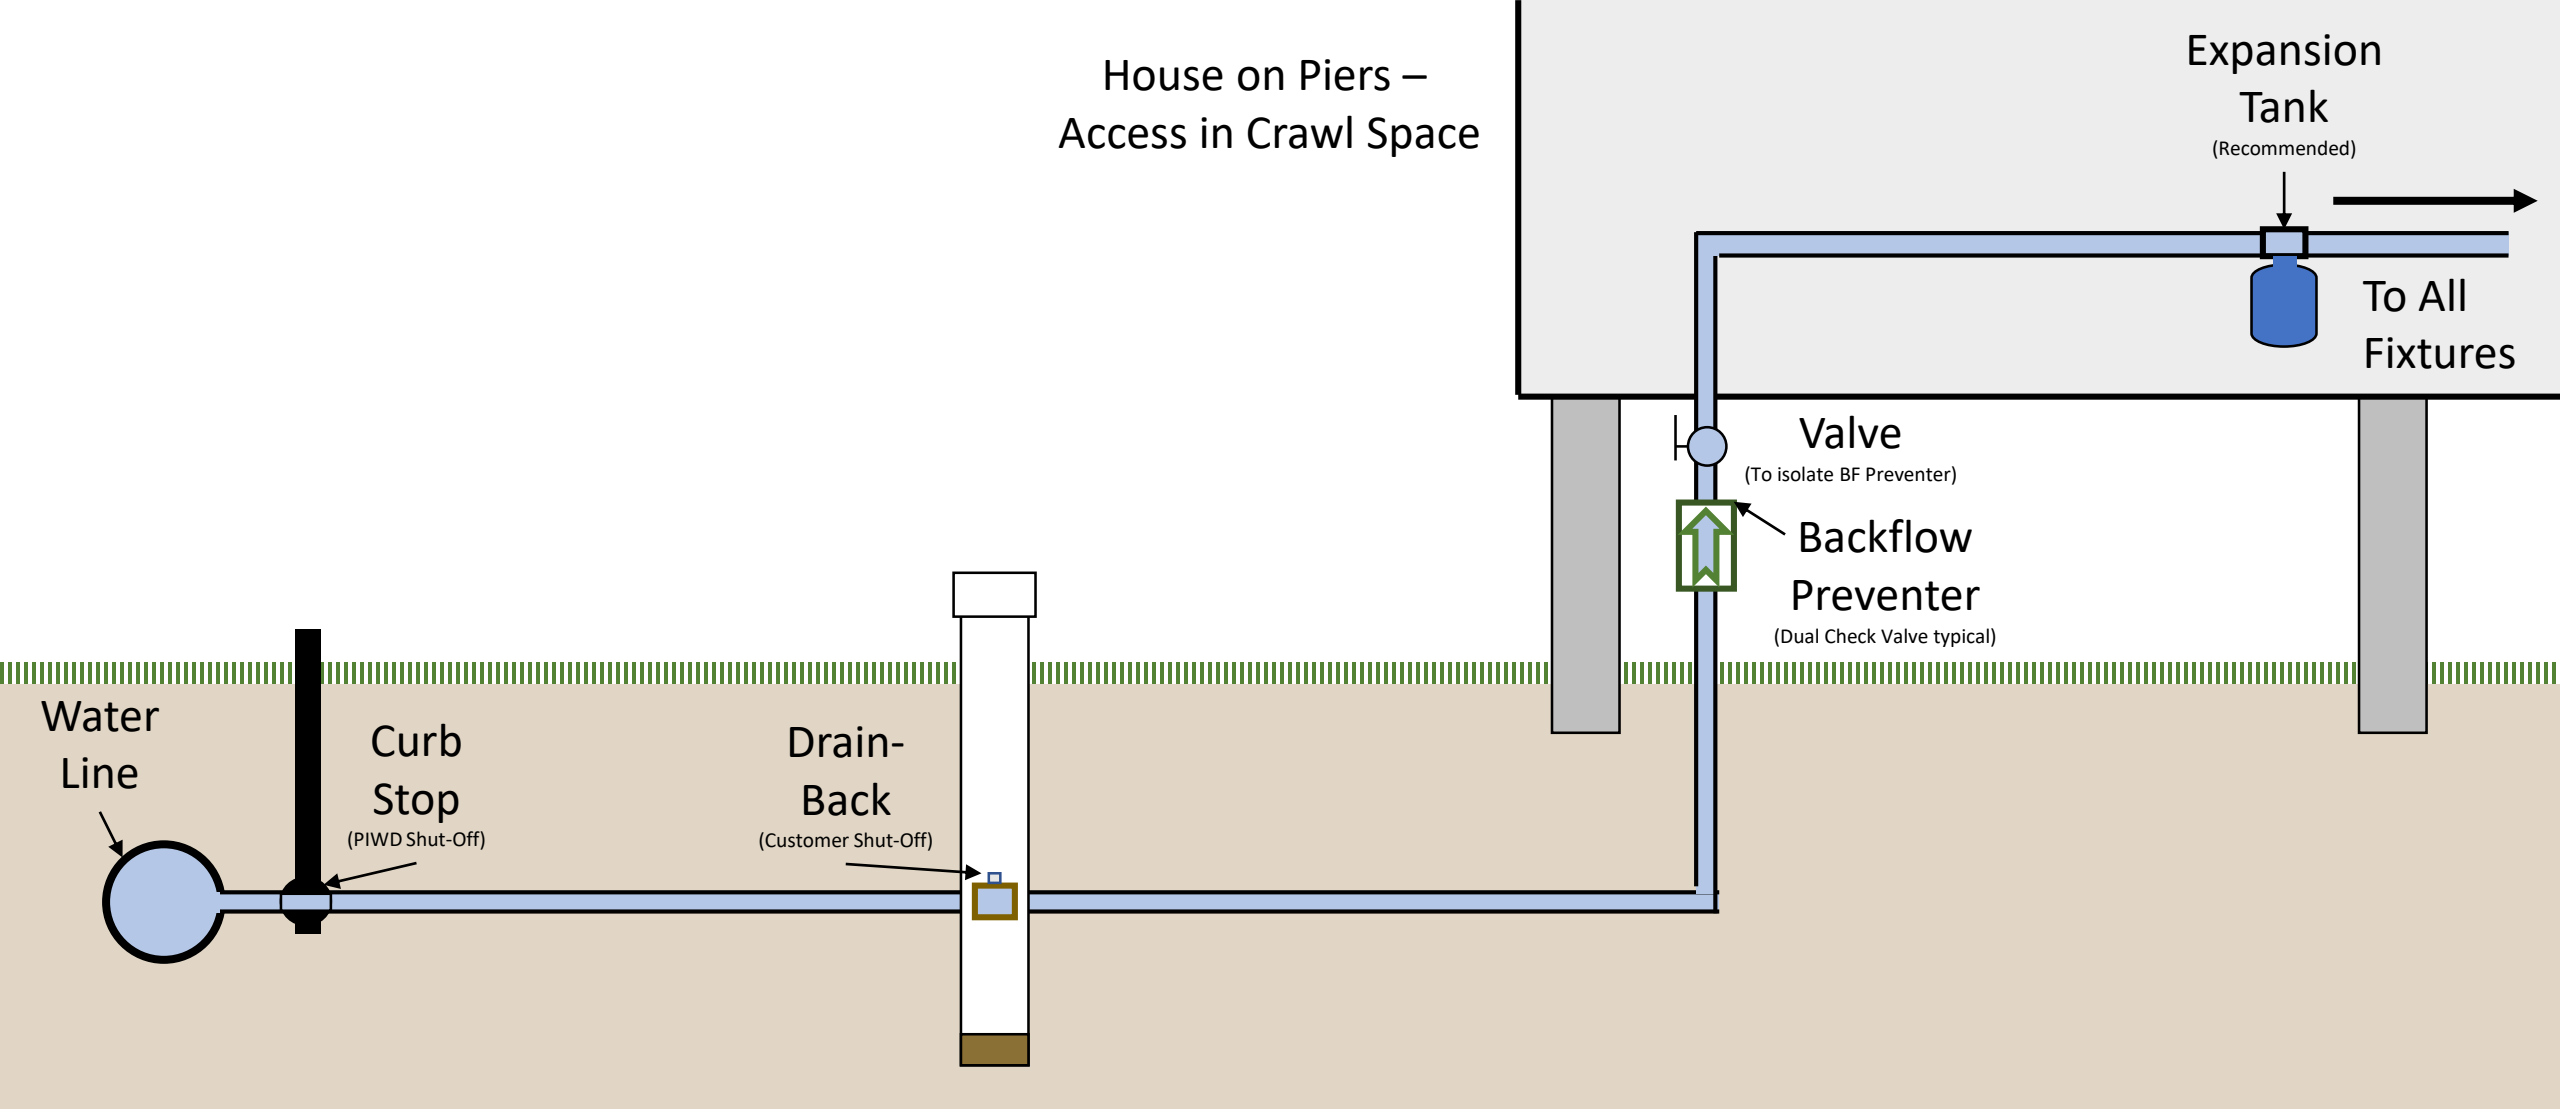 House on Piers –
Access in Crawl Space
Expansion
Tank
(Recommended)
To All
Fixtures
Valve
(To isolate BF Preventer)
Backflow
Preventer
(Dual Check Valve typical)
Water
Line
Curb
Stop
(PIWD Shut-Off)
Drain-
Back
(Customer Shut-Off)